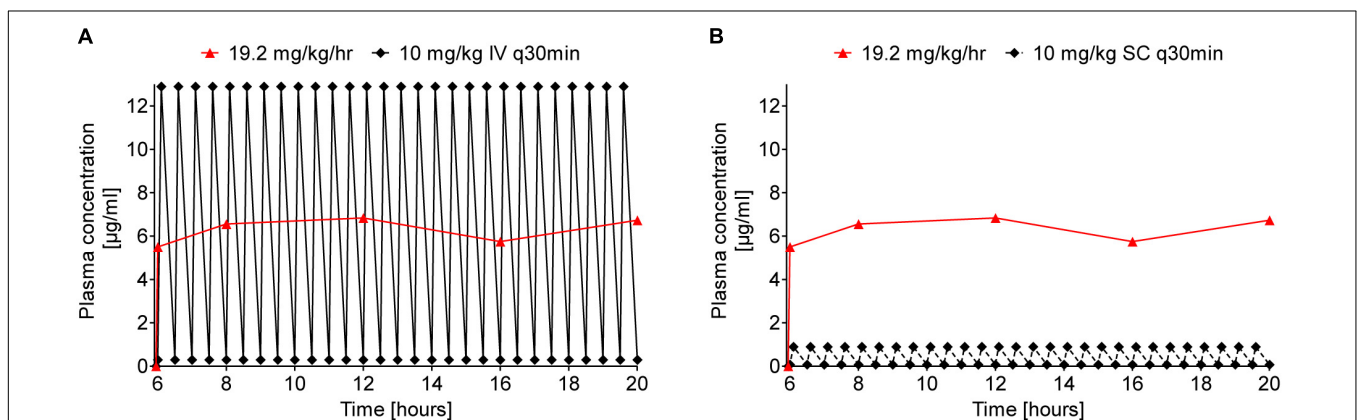 A
19.2 mg/kg/hr 10 mg/kg IV q30min
Plasma concentration
[µg/ml]
12
10
8
6
4
2
0
6 8 10 12 14 16 18 20
Time [hours]
B
19.2 mg/kg/hr 10 mg/kg SC q30min
Plasma concentration
[µg/ml]
12
10
8
6
4
2
0
6 8 10 12 14 16 18 20
Time [hours]